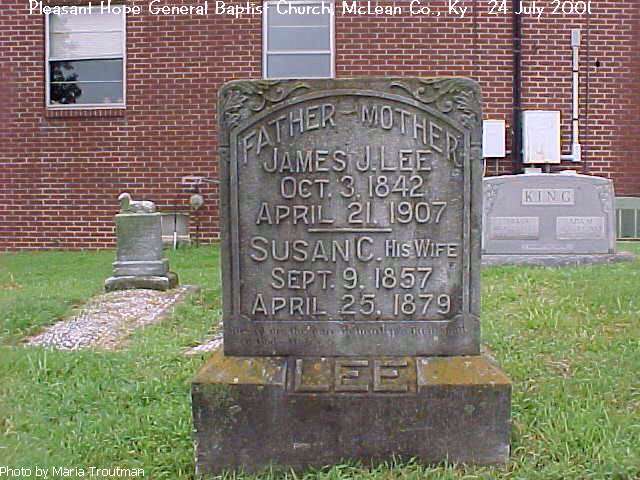 Pleasant Hope General Baptist Church, McLean Co., Ky 24 July 2001
FATHER - MOTHER
JAMES J. LEE
OCT. 3, 1842
APRIL 21, 1907
SUSAN C. HIS WIFE
SEPT. 9, 1857
APRIL 25, 1879
LEE
KING
ADA M.
Photo by Maria Troutman